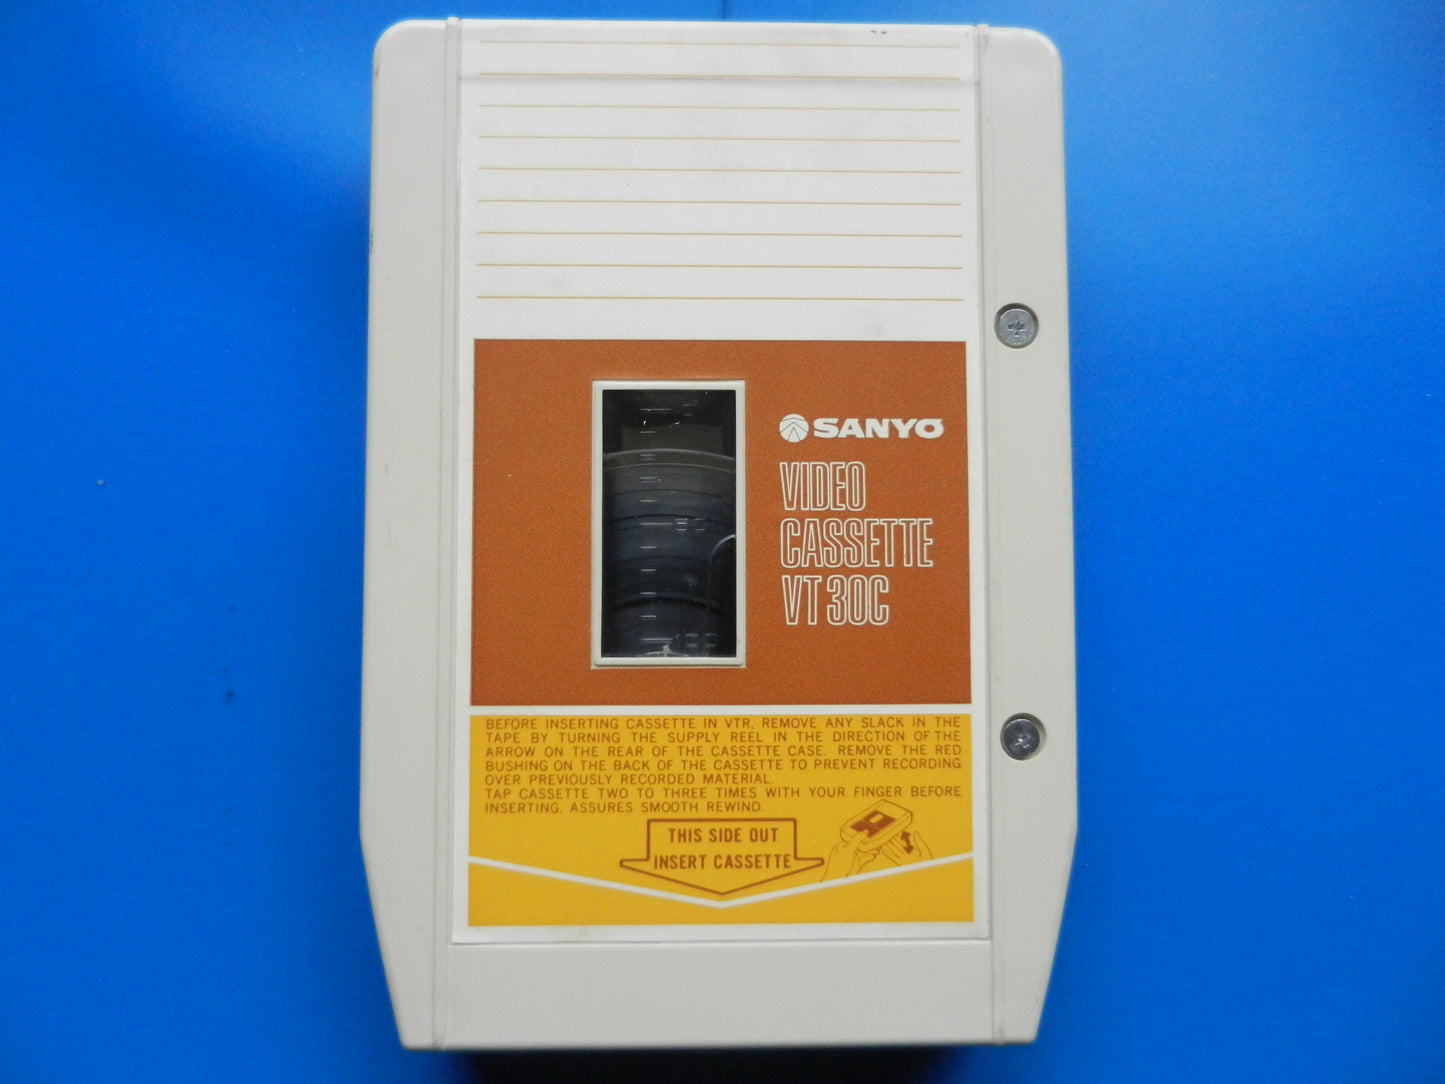 SANYO
VIDEO
CASSETTE
VT30C
50
100
BEFORE INSERTING CASSETTE IN VTR, REMOVE ANY SLACK IN THE
TAPE BY TURNING THE SUPPLY REEL IN THE DIRECTION OF THE
ARROW ON THE REAR OF THE CASSETTE CASE. REMOVE THE RED
BUSHING ON THE BACK OF THE CASSETTE TO PREVENT RECORDING
OVER PREVIOUSLY RECORDED MATERIAL.
TAP CASSETTE TWO TO THREE TIMES WITH YOUR FINGER BEFORE
INSERTING. ASSURES SMOOTH REWIND.
THIS SIDE OUT
INSERT CASSETTE